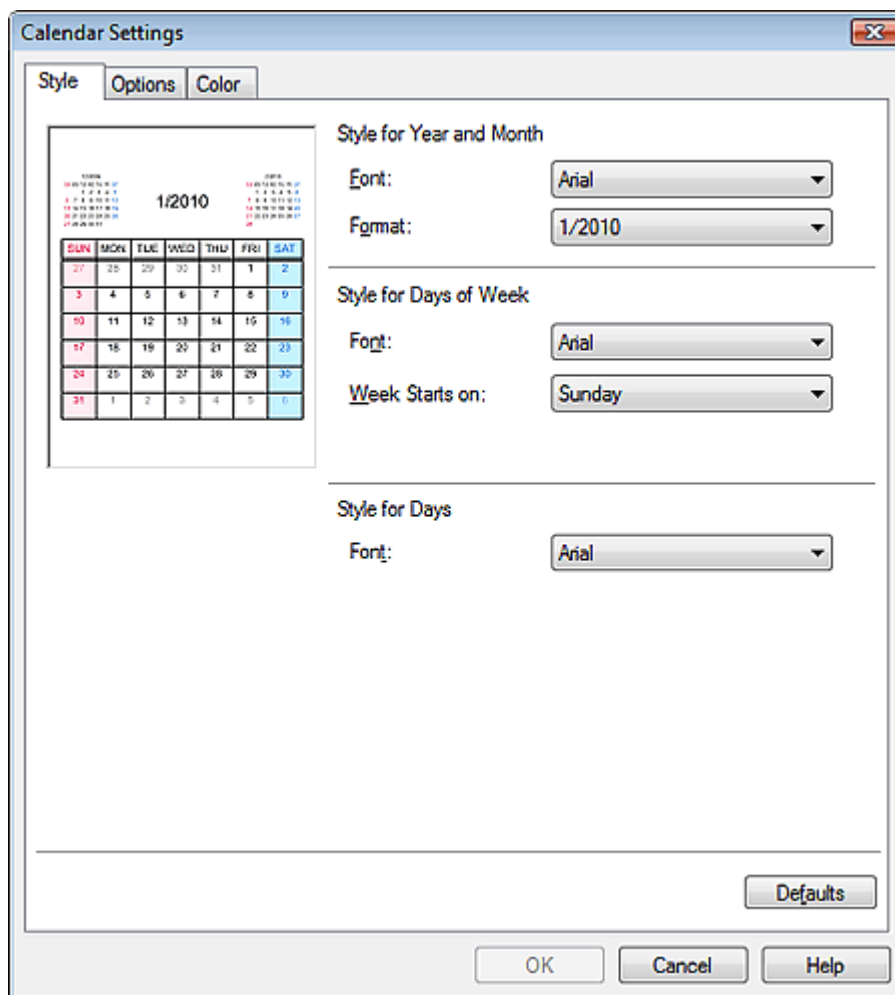 Calendar Settings
Style Options Color
1/2010
SUN MON TUE WED THU FRI SAT
27 28 29 30 31 1 2
3 4 5 6 7 8 9
10 11 12 13 14 15 16
17 18 19 20 21 22 23
24 25 26 27 28 29 30
31 1 2 3 4 5 6
Style for Year and Month
Font: Arial
Format: 1/2010
Style for Days of Week
Font: Arial
Week Starts on: Sunday
Style for Days
Font: Arial
Defaults
OK Cancel Help